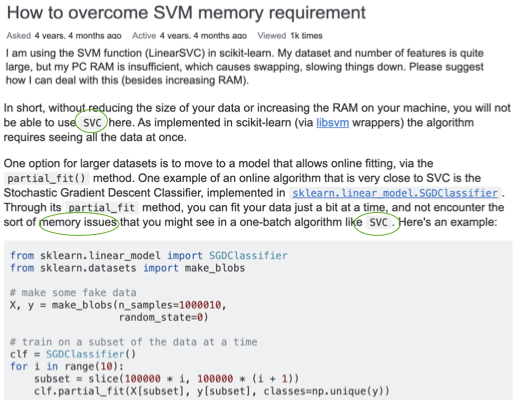 How to overcome SVM memory requirement
Asked 4 years, 4 months ago Active 4 years, 4 months ago Viewed 1k times
I am using the SVM function (LinearSVC) in scikit-learn. My dataset and number of features is quite
large, but my PC RAM is insufficient, which causes swapping, slowing things down. Please suggest
how I can deal with this (besides increasing RAM).
In short, without reducing the size of your data or increasing the RAM on your machine, you will not
be able to use SVC here. As implemented in scikit-learn (via libsvm wrappers) the algorithm
requires seeing all the data at once.
One option for larger datasets is to move to a model that allows online fitting, via the
partial_fit() method. One example of an online algorithm that is very close to SVC is the
Stochastic Gradient Descent Classifier, implemented in sklearn.linear_model.SGDClassifier .
Through its partial_fit method, you can fit your data just a bit at a time, and not encounter the
sort of memory issues that you might see in a one-batch algorithm like SVC . Here's an example:
from sklearn.linear_model import SGDClassifier
from sklearn.datasets import make_blobs
# make some fake data
X, y = make_blobs(n_samples=1000010,
random_state=0)
# train on a subset of the data at a time
clf = SGDClassifier()
for i in range(10):
subset = slice(100000 * i, 100000 * (i + 1))
clf.partial_fit(X[subset], y[subset], classes=np.unique(y))